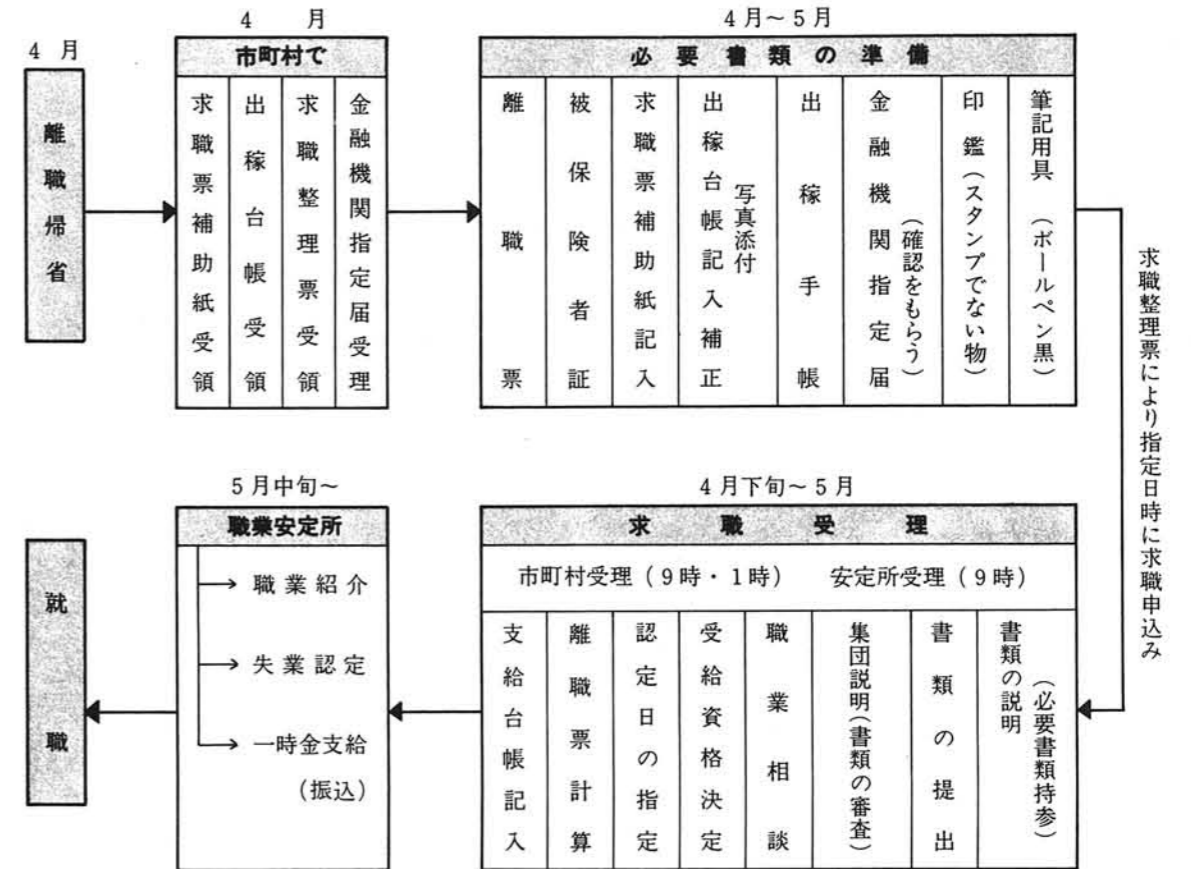 4月
離職帰省
4月
市町村で
求職票補助紙受領
出稼台帳受領
求職整理票受領
金融機関指定届受理
4月～5月
必要書類の準備
離職票
被保険者証
求職票補助紙記入
出稼台帳記入補正
写真添付
出稼手帳
金融機関指定届
(確認をもらう)
印鑑(スタンプでない物)
筆記用具 (ボールペン黒)
求職整理票により指定日時に求職申込み
4月下旬～5月
求職受理
市町村受理(9時・1時) 安定所受理(9時)
書類の説明
(必要書類持参)
書類の提出
集団説明(書類の審査)
職業相談
受給資格決定
認定日の指定
離職票計算
支給台帳記入
5月中旬～
職業安定所
職業紹介
失業認定
一時金支給
(振込)
就職